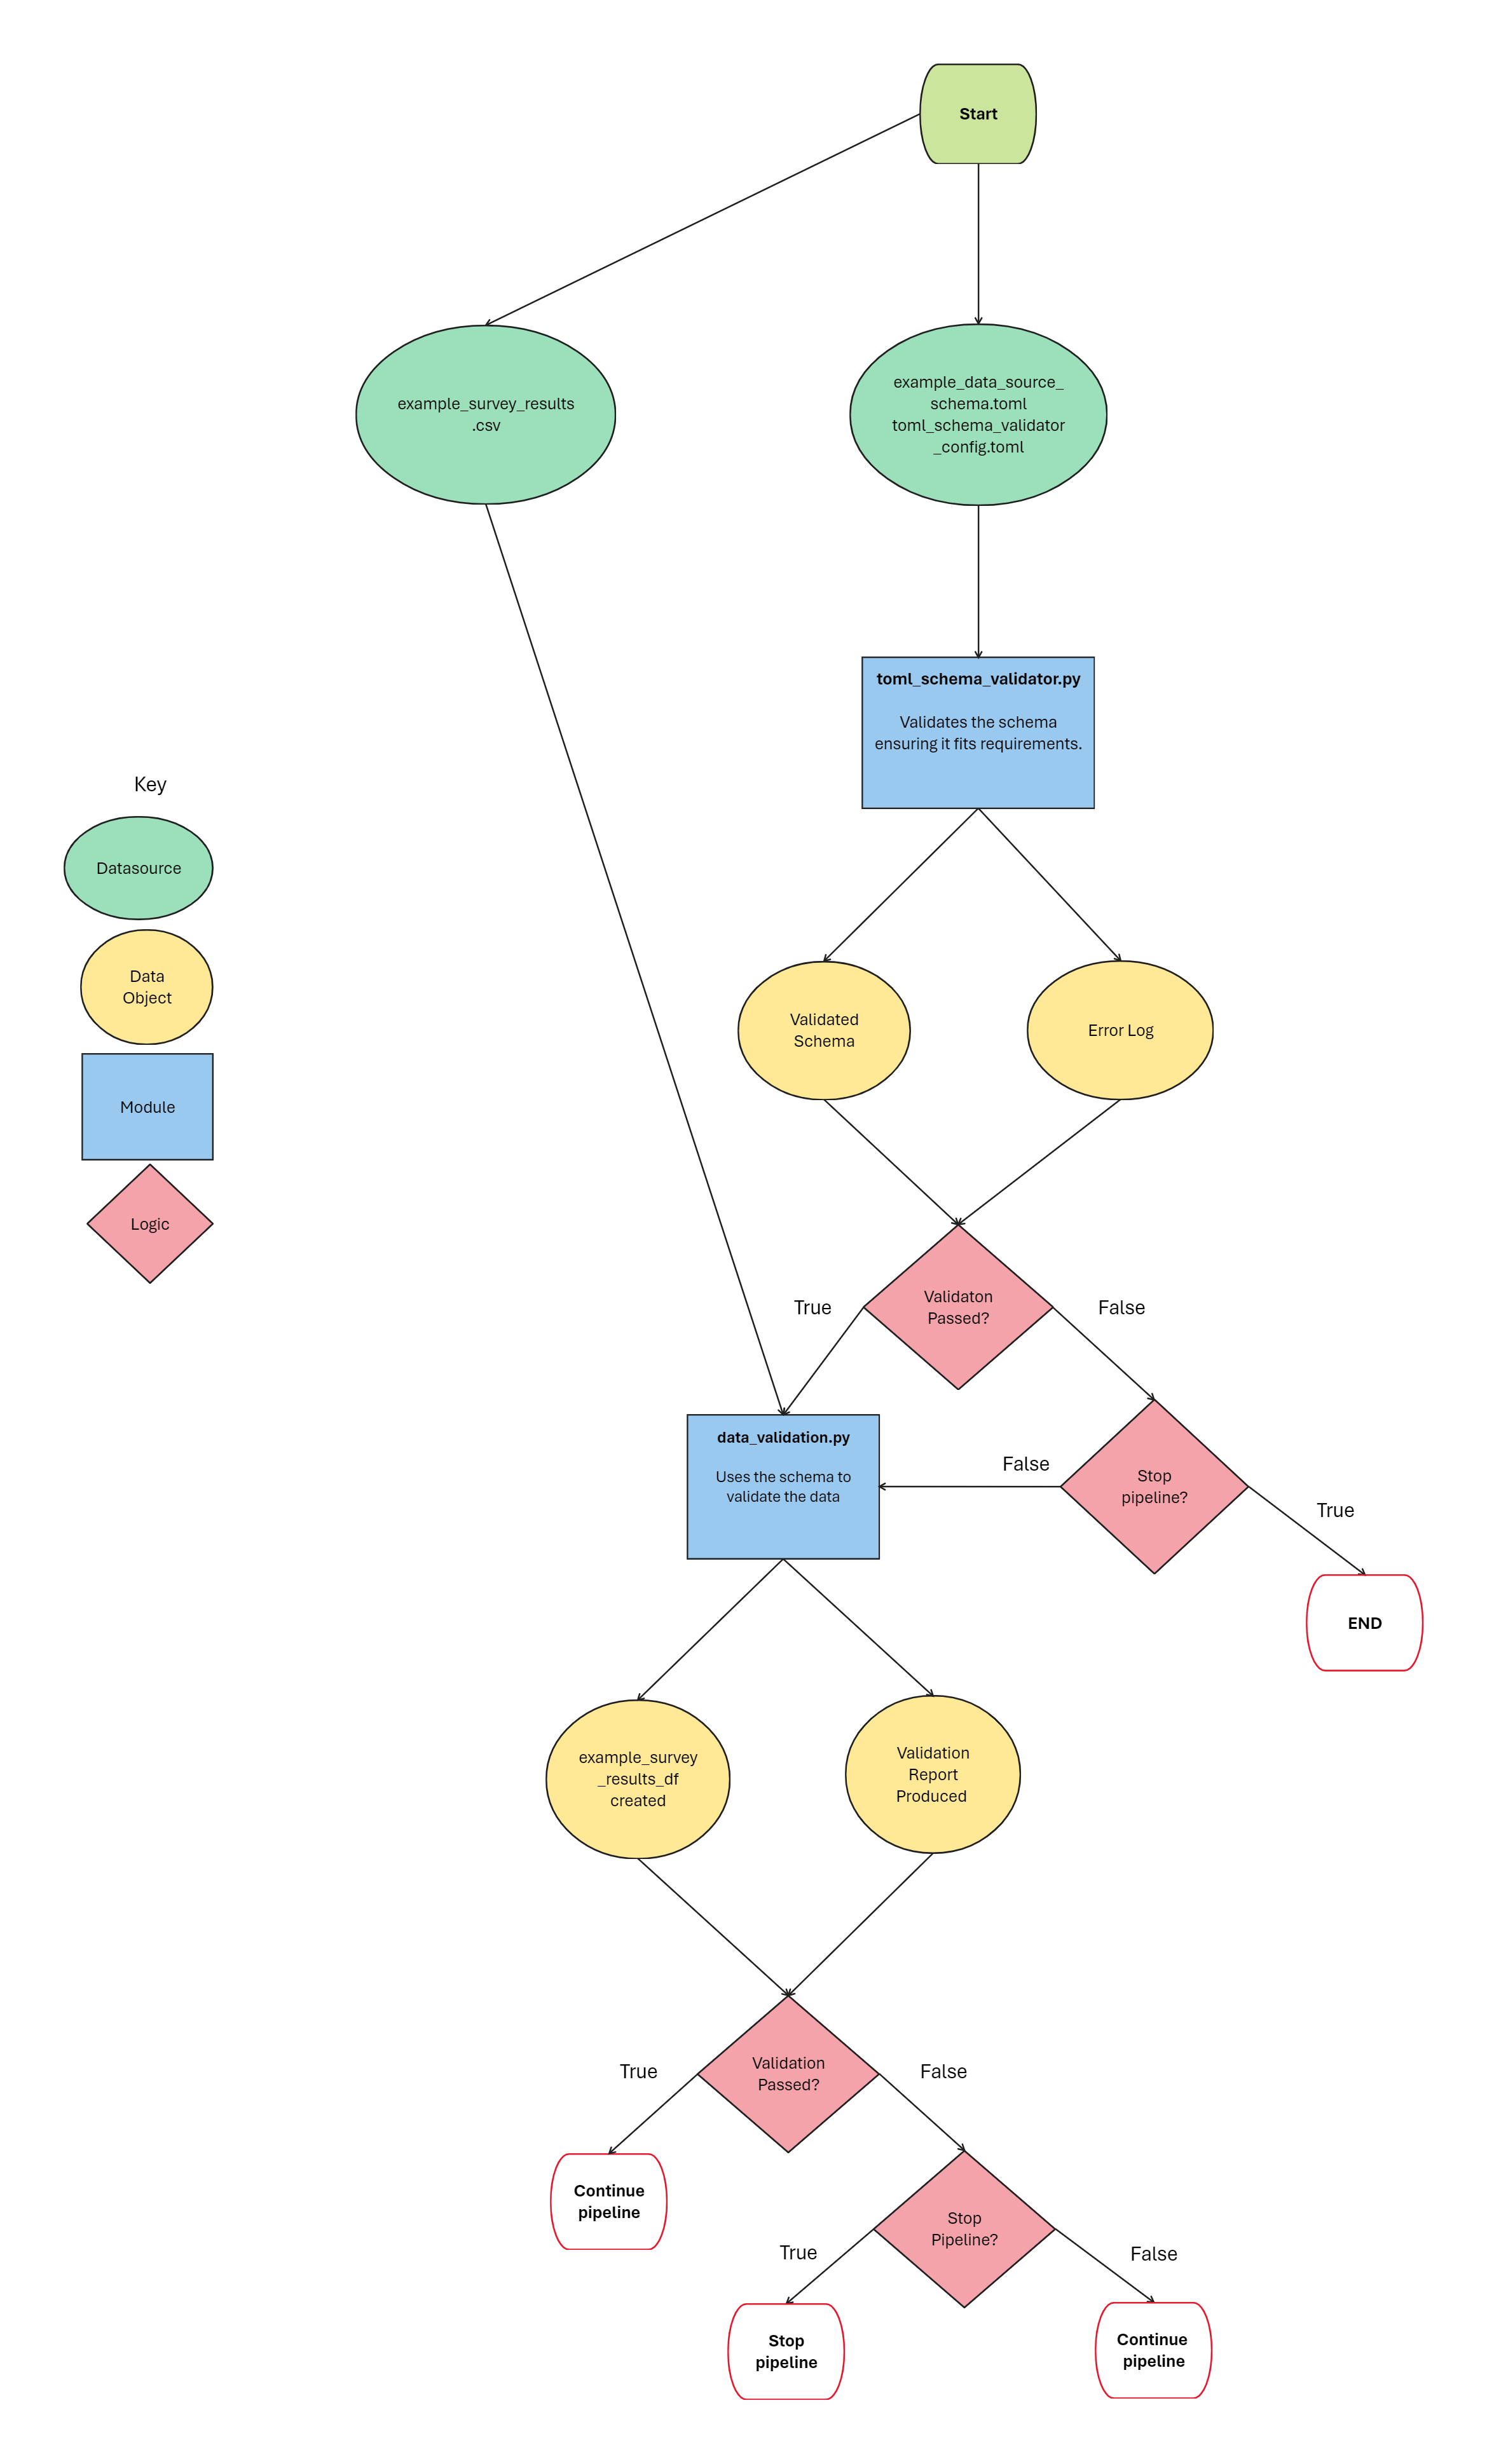 Start
example_survey_results
.csv
example_data_source_
schema.toml
toml_schema_validator
_config.toml
toml_schema_validator.py
Validates the schema
ensuring it fits requirements.
Key
Datasource
Data
Object
Module
Logic
Validated
Schema
Error Log
Validaton
Passed?
True
False
data_validation.py
Uses the schema to
validate the data
False
Stop
pipeline?
True
END
example_survey
_results_df
created
Validation
Report
Produced
Validation
Passed?
True
False
Continue
pipeline
Stop
Pipeline?
True
False
Stop
pipeline
Continue
pipeline